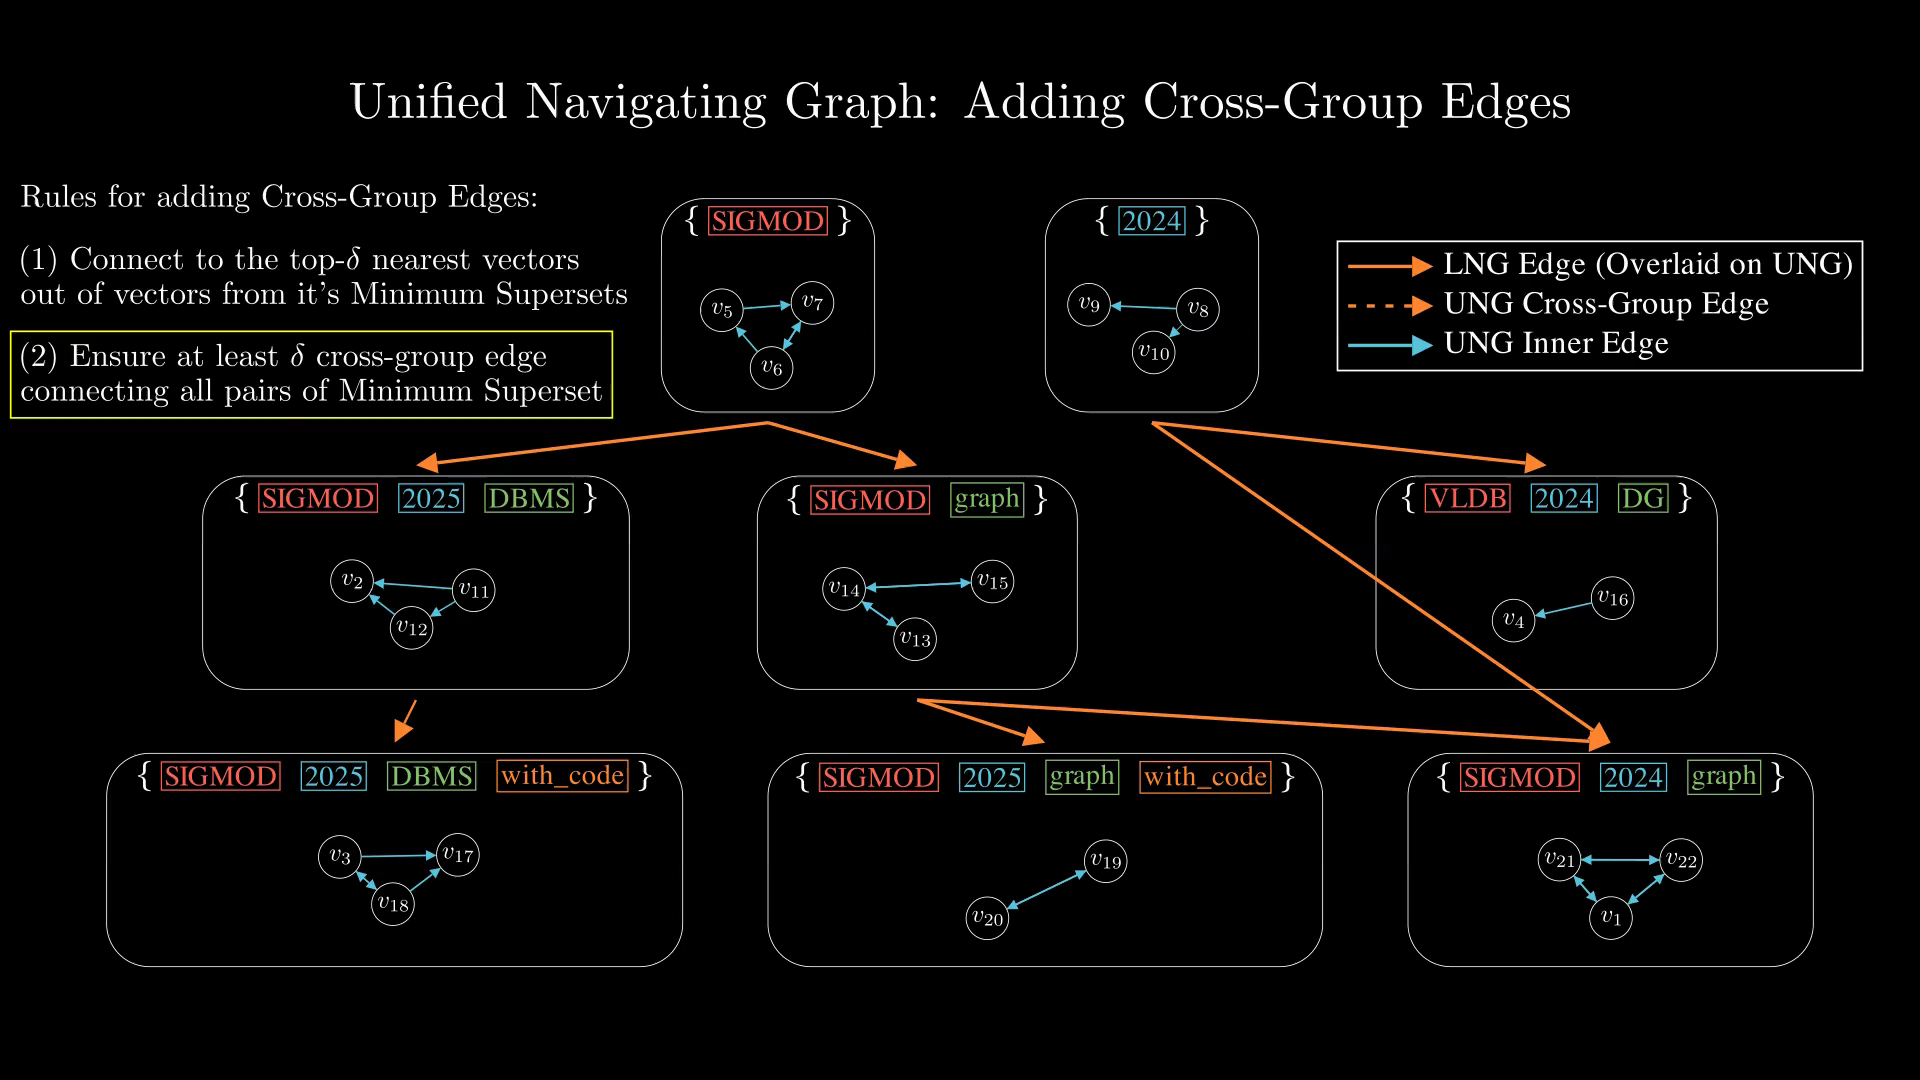 Unified Navigating Graph: Adding Cross-Group Edges
Rules for adding Cross-Group Edges:
(1) Connect to the top-δ nearest vectors
out of vectors from it's Minimum Supersets
(2) Ensure at least δ cross-group edge
connecting all pairs of Minimum Superset
{ SIGMOD }
v5
v7
v6
{ 2024 }
v9
v8
v10
LNG Edge (Overlaid on UNG)
UNG Cross-Group Edge
UNG Inner Edge
{ SIGMOD 2025 DBMS }
v2
v11
v12
{ SIGMOD graph }
v14
v15
v13
{ VLDB 2024 DG }
v16
v4
{ SIGMOD 2025 DBMS with_code }
v3
v17
v18
{ SIGMOD 2025 graph with_code }
v19
v20
{ SIGMOD 2024 graph }
v21
v22
v1